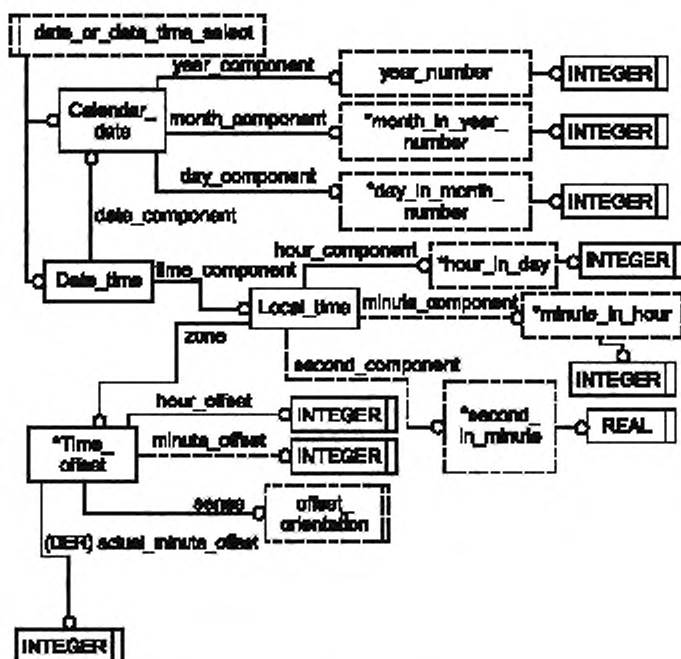 date_or_date_time_select
year_component
year_number
INTEGER
Calendar_
date
month_component
*month_in_year_
number
INTEGER
day_component
*day_in_month_
number
INTEGER
date_component
hour_component
*hour_in_day
INTEGER
Date_time
time_component
Local_time
minute_component
*minute_in_hour
zone
second_component
INTEGER
hour_offset
INTEGER
*second_
in_minute
REAL
*Time_
offset
minute_offset
INTEGER
sense
offset_
orientation
(DER) actual_minute_offset
INTEGER